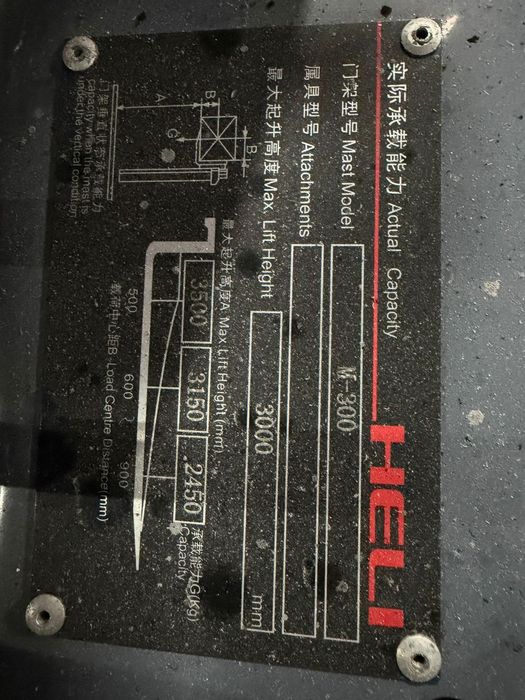 实际承载能力 Actual Capacity HELI
门架型号 Mast Model M-300
属具型号 Attachments
最大起升高度 Max. Lift Height 3000 mm
最大起升高度A: Max. Lift Height (mm)
B
B
A
G
3500 3150 2450
承载能力G(Kg)
Capacity
500 600 900
载荷中心距B: Load Centre Distance(mm)
门架垂直状态承载能力
capacity when the mast is
under the vertical condition